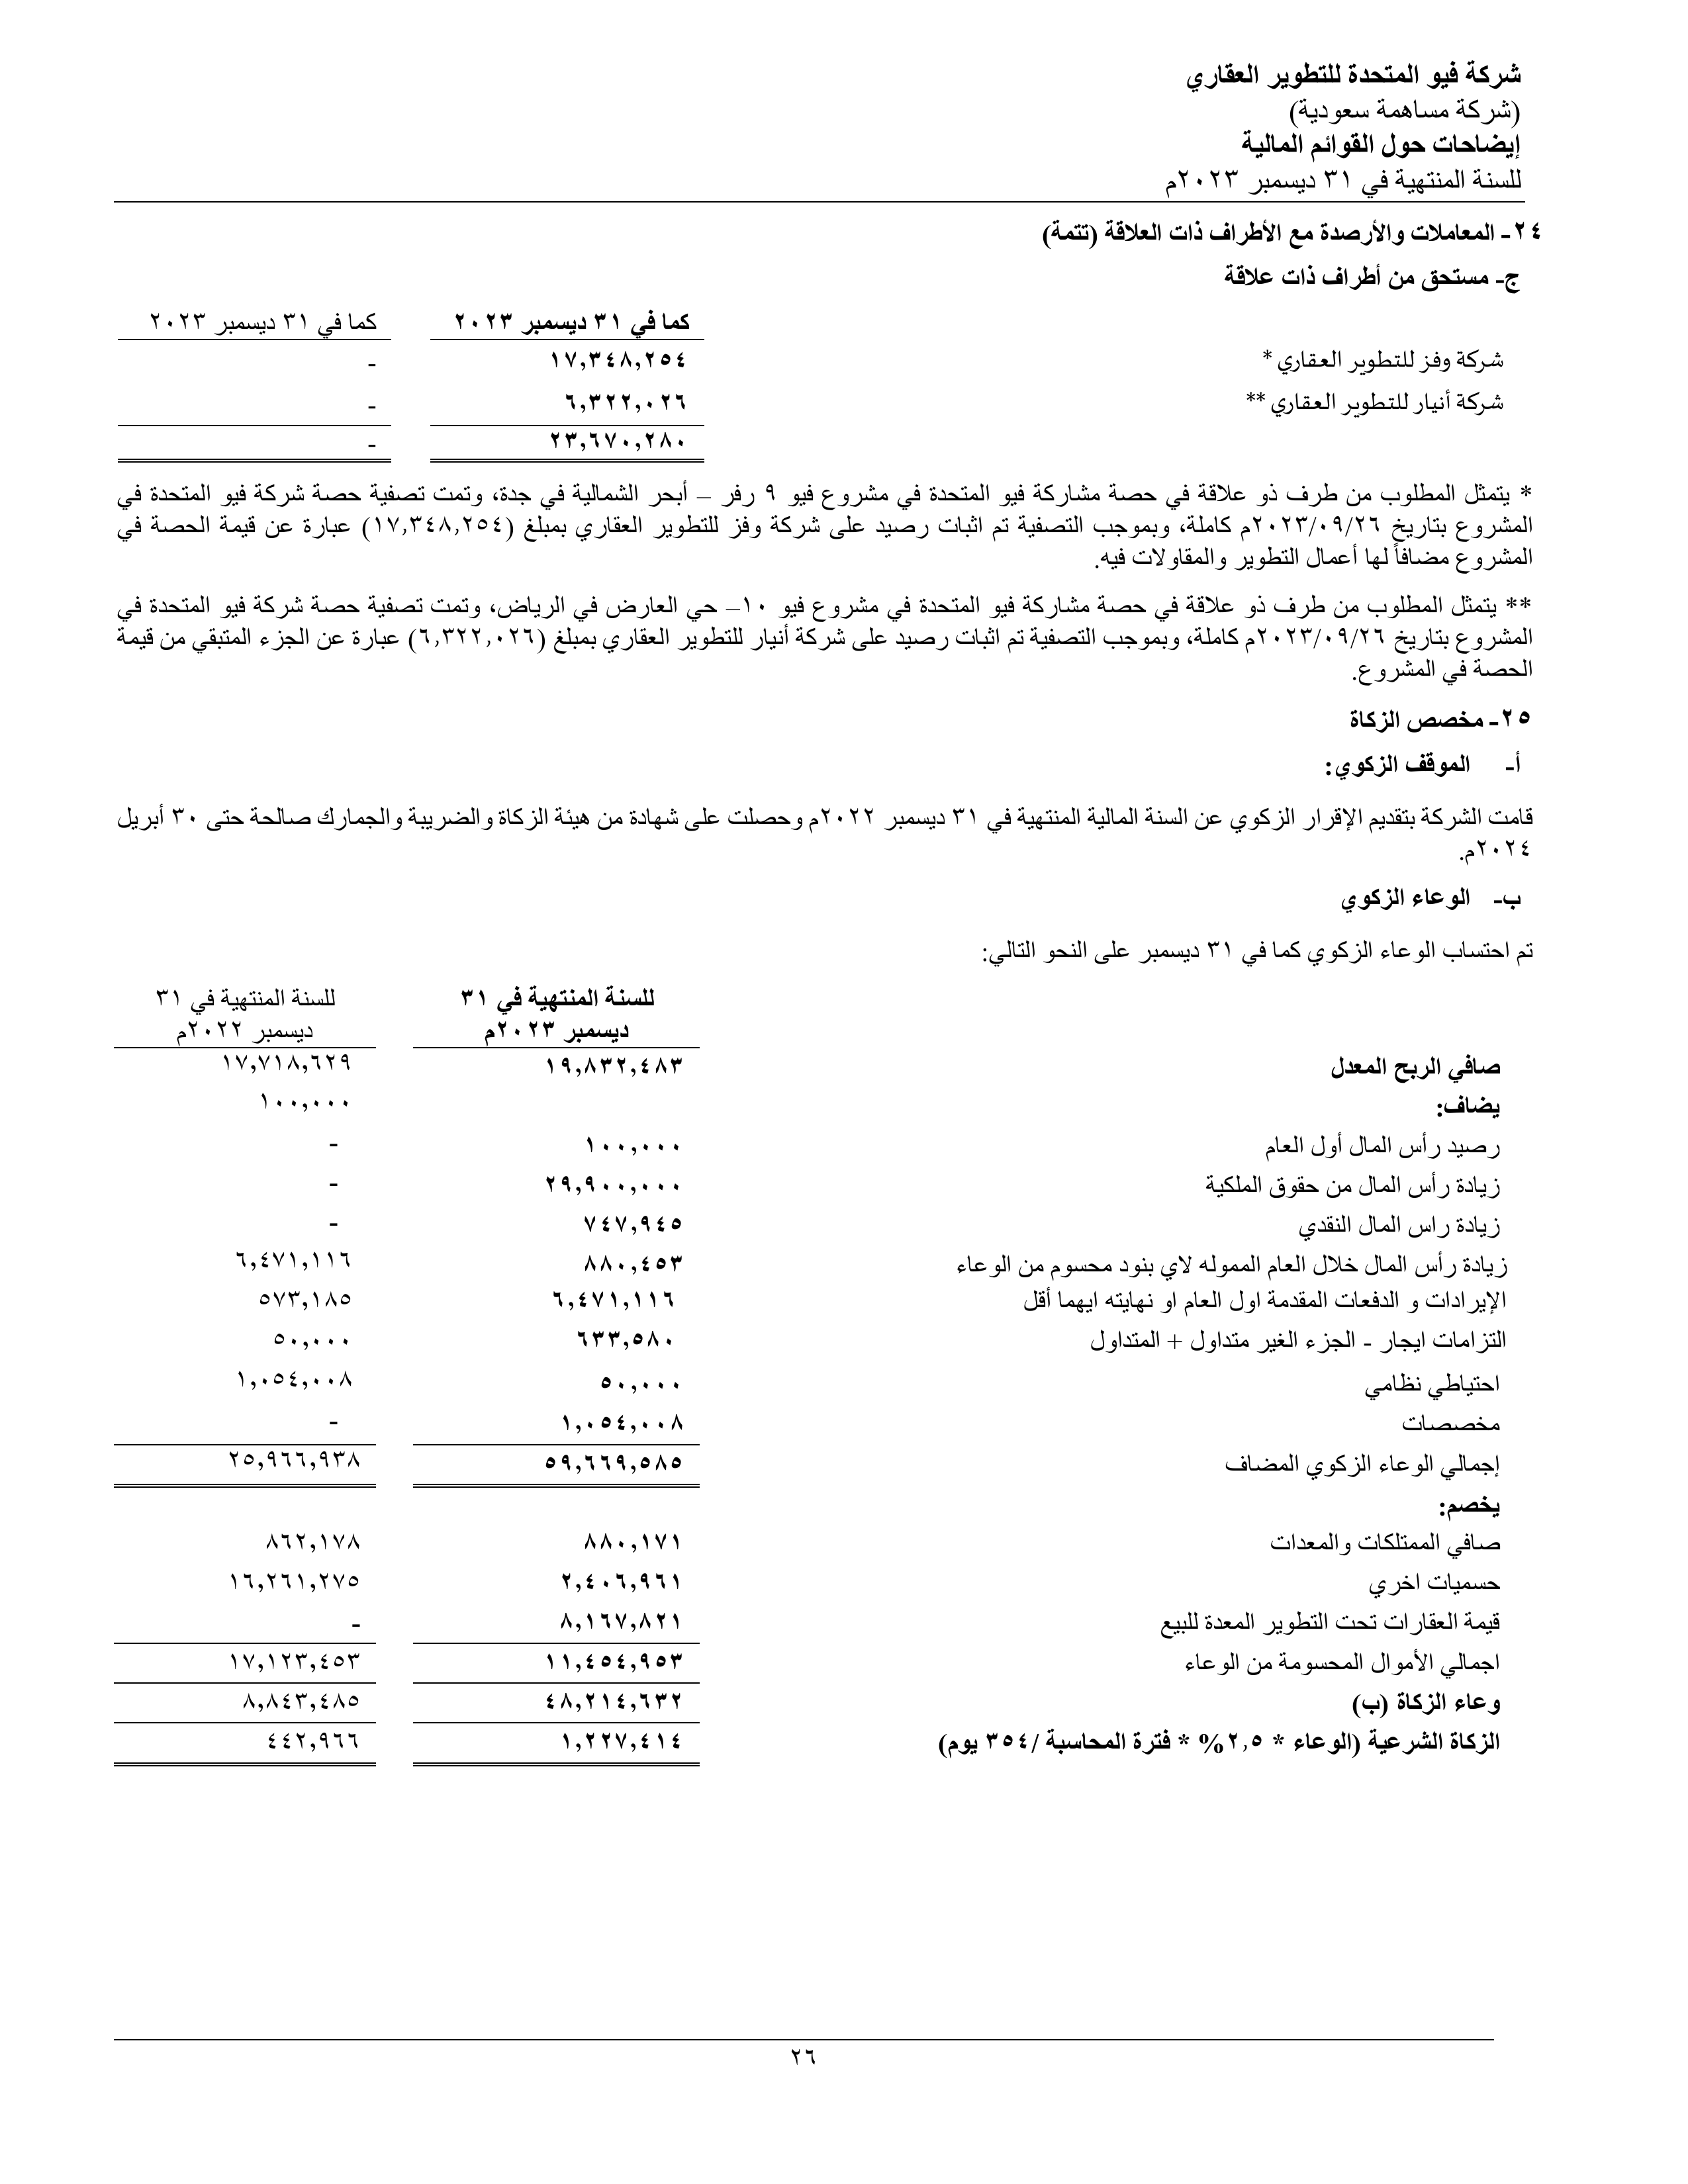 شركة فيو المتحدة للتطوير العقاري
(شركة مساهمة سعودية)
إيضاحات حول القوائم المالية
للسنة المنتهية في ٣١ ديسمبر ٢٠٢٣م
٢٤- المعاملات والأرصدة مع الأطراف ذات العلاقة (تتمة)
ج- مستحق من أطراف ذات علاقة
كما في ٣١ ديسمبر ٢٠٢٣ كما في ٣١ ديسمبر ٢٠٢٣
شركة وفز للتطوير العقاري * ١٧,٣٤٨,٢٥٤ -
شركة أنيار للتطوير العقاري ** ٦,٣٢٢,٠٢٦ -
٢٣,٦٧٠,٢٨٠ -
* يتمثل المطلوب من طرف ذو علاقة في حصة مشاركة فيو المتحدة في مشروع فيو ٩ رفر – أبحر الشمالية في جدة، وتمت تصفية حصة شركة فيو المتحدة في
المشروع بتاريخ ٢٠٢٣/٠٩/٢٦م كاملة، وبموجب التصفية تم اثبات رصيد على شركة وفز للتطوير العقاري بمبلغ (١٧,٣٤٨,٢٥٤) عبارة عن قيمة الحصة في
المشروع مضافاً لها أعمال التطوير والمقاولات فيه.
** يتمثل المطلوب من طرف ذو علاقة في حصة مشاركة فيو المتحدة في مشروع فيو ١٠– حي العارض في الرياض، وتمت تصفية حصة شركة فيو المتحدة في
المشروع بتاريخ ٢٠٢٣/٠٩/٢٦م كاملة، وبموجب التصفية تم اثبات رصيد على شركة أنيار للتطوير العقاري بمبلغ (٦,٣٢٢,٠٢٦) عبارة عن الجزء المتبقي من قيمة
الحصة في المشروع.
٢٥- مخصص الزكاة
أ- الموقف الزكوي:
قامت الشركة بتقديم الإقرار الزكوي عن السنة المالية المنتهية في ٣١ ديسمبر ٢٠٢٢م وحصلت على شهادة من هيئة الزكاة والضريبة والجمارك صالحة حتى ٣٠ أبريل
٢٠٢٤م.
ب- الوعاء الزكوي
تم احتساب الوعاء الزكوي كما في ٣١ ديسمبر على النحو التالي:
للسنة المنتهية في ٣١ للسنة المنتهية في ٣١
ديسمبر ٢٠٢٣م ديسمبر ٢٠٢٢م
صافي الربح المعدل ١٩,٨٣٢,٤٨٣ ١٧,٧١٨,٦٢٩
يضاف: ١٠٠,٠٠٠
رصيد رأس المال أول العام ١٠٠,٠٠٠ -
زيادة رأس المال من حقوق الملكية ٢٩,٩٠٠,٠٠٠ -
زيادة راس المال النقدي ٧٤٧,٩٤٥ -
زيادة رأس المال خلال العام الممولة لاي بنود محسوم من الوعاء ٨٨٠,٤٥٣ ٦,٤٧١,١١٦
الإيرادات و الدفعات المقدمة اول العام او نهايته ايهما أقل ٦,٤٧١,١١٦ ٥٧٣,١٨٥
التزامات ايجار - الجزء الغير متداول + المتداول ٦٣٣,٥٨٠ ٥٠,٠٠٠
احتياطي نظامي ٥٠,٠٠٠ ١,٠٥٤,٠٠٨
مخصصات ١,٠٥٤,٠٠٨ -
إجمالي الوعاء الزكوي المضاف ٥٩,٦٦٩,٥٨٥ ٢٥,٩٦٦,٩٣٨
يخصم:
صافي الممتلكات والمعدات ٨٨٠,١٧١ ٨٦٢,١٧٨
حسميات اخري ٢,٤٠٦,٩٦١ ١٦,٢٦١,٢٧٥
قيمة العقارات تحت التطوير المعدة للبيع ٨,١٦٧,٨٢١ -
اجمالي الأموال المحسومة من الوعاء ١١,٤٥٤,٩٥٣ ١٧,١٢٣,٤٥٣
وعاء الزكاة (ب) ٤٨,٢١٤,٦٣٢ ٨,٨٤٣,٤٨٥
الزكاة الشرعية (الوعاء * ٢,٥% * فترة المحاسبة /٣٥٤ يوم) ١,٢٢٧,٤١٤ ٤٤٢,٩٦٦
٢٦